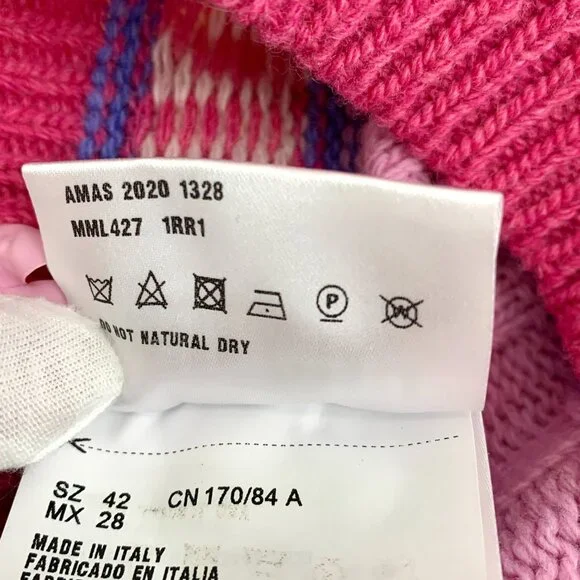 AMAS 2020 1328
MML427 1RR1
P
W
DO NOT NATURAL DRY
SZ 42 CN 170/84 A
MX 28
MADE IN ITALY
FABRICADO EN ITALIA